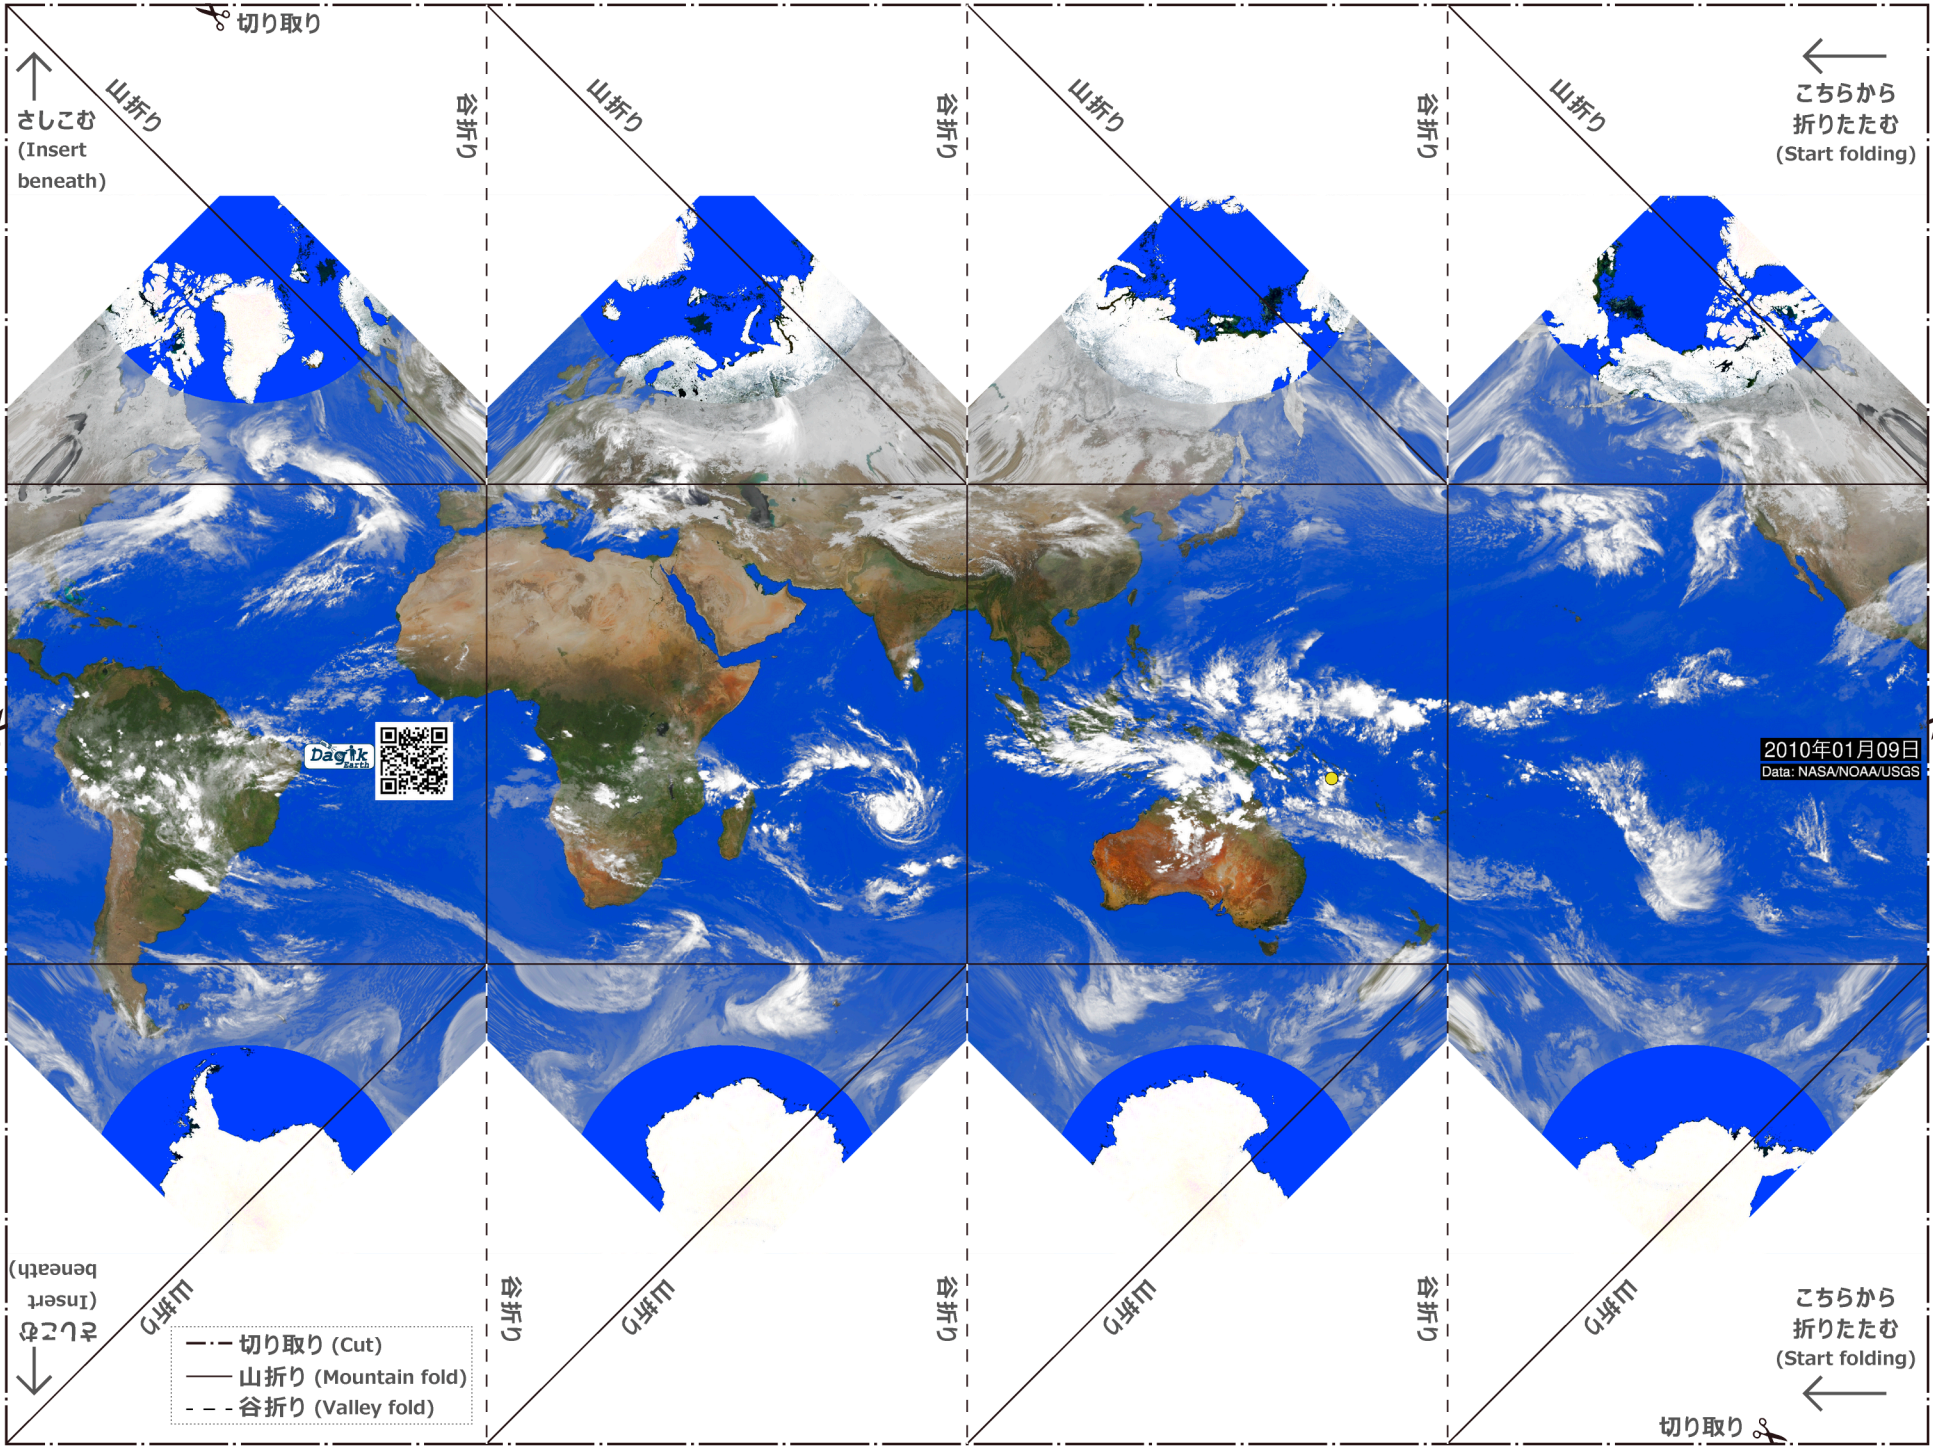 切り取り
山折り
谷折り
山折り
谷折り
山折り
谷折り
山折り
さしこむ
(Insert
beneath)
こちらから
折りたたむ
(Start folding)
Dagik
Earth
2010年01月09日
Data: NASA/NOAA/USGS
さしこむ
(Insert
beneath)
山折り
谷折り
山折り
谷折り
山折り
谷折り
山折り
切り取り (Cut)
山折り (Mountain fold)
谷折り (Valley fold)
こちらから
折りたたむ
(Start folding)
切り取り